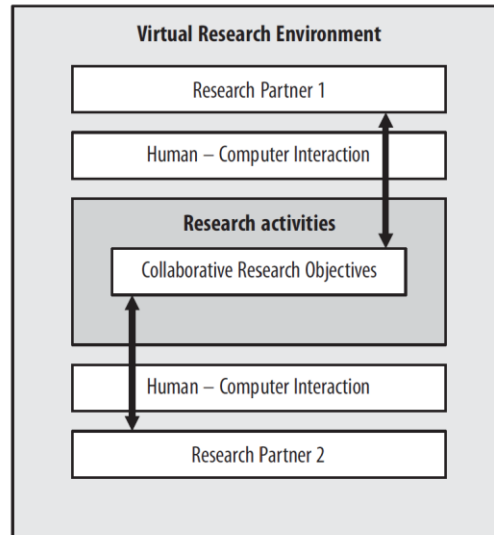 Virtual Research Environment
Research Partner 1
Human – Computer Interaction
Research activities
Collaborative Research Objectives
Human – Computer Interaction
Research Partner 2